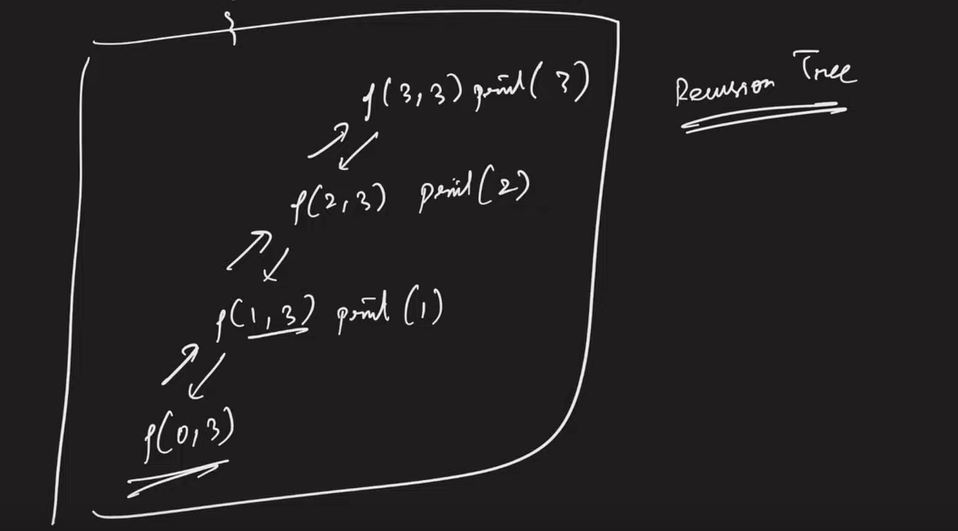 f(3,3) print(3)
Recursion Tree
f(2,3) print(2)
f(1,3) print(1)
f(0,3)